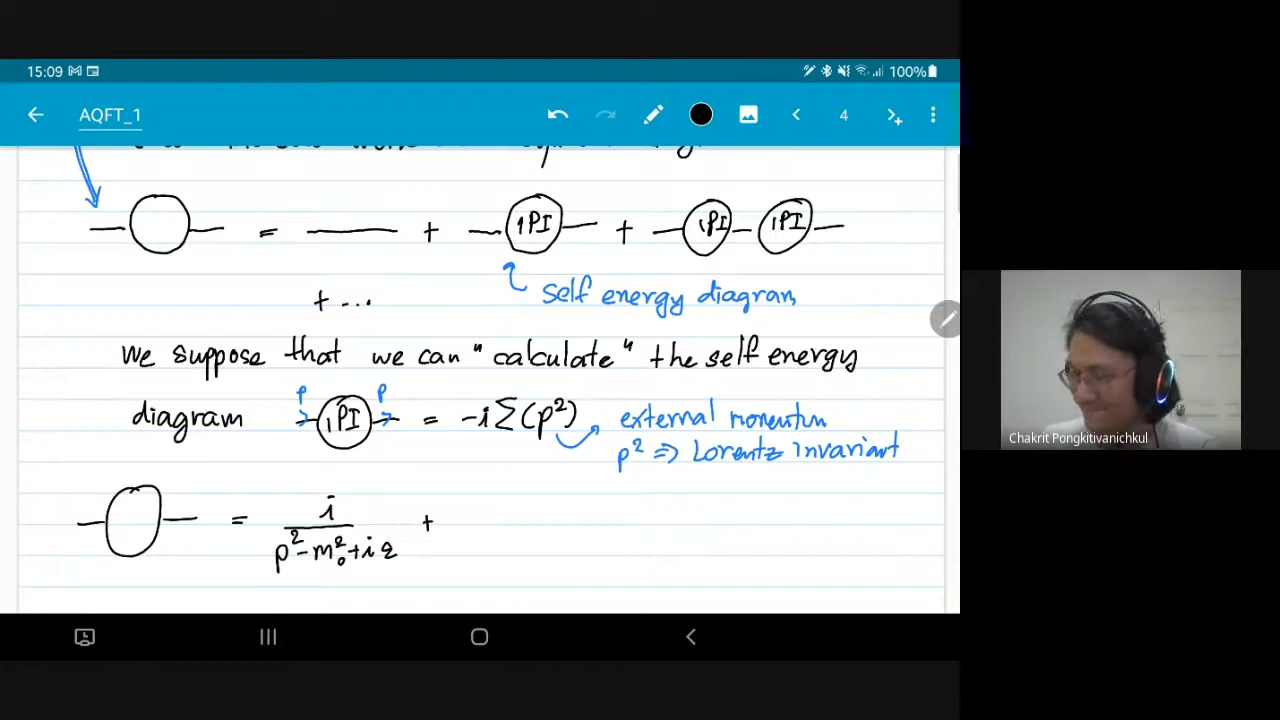 15:09 100%
AQFT_1 4
= + 1PI + 1PI 1PI
+ ... self energy diagram
We suppose that we can "calculate" the self energy
diagram p 1PI p = -i Σ(p²) external momentum
p² ⇒ Lorentz invariant
= i / p² - m₀² + iε +
Chakrit Pongkitivanichkul